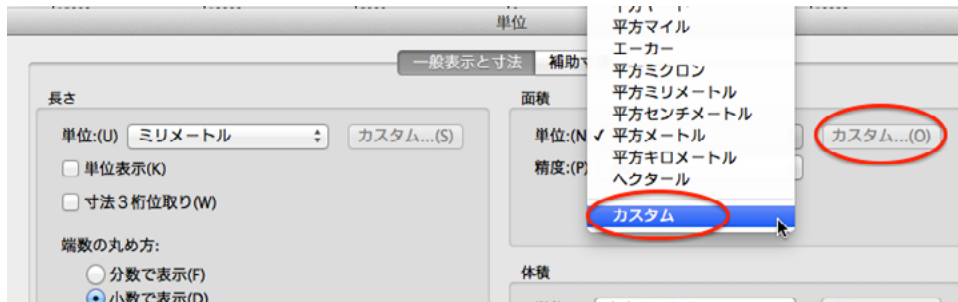 単位
一般表示と寸法
長さ
単位:(U) ミリメートル カスタム...(S)
単位表示(K)
寸法３桁位取り(W)
端数の丸め方:
分数で表示(F)
小数で表示(D)
面積
単位:(N
精度:(P)
平方マイル
エーカー
平方ミクロン
平方ミリメートル
平方センチメートル
✓ 平方メートル
平方キロメートル
ヘクタール
カスタム
カスタム...(O)
体積